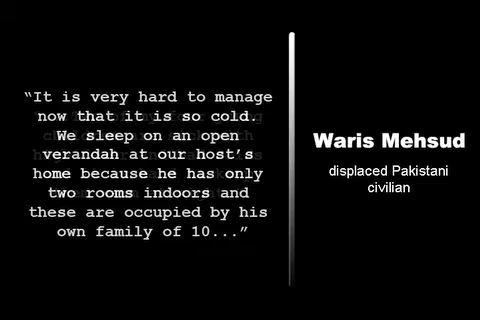 “It is very hard to manage
now that it is so cold.
We sleep on an open
verandah at our host’s
home because he has only
two rooms indoors and
these are occupied by his
own family of 10...”
Waris Mehsud
displaced Pakistani
civilian